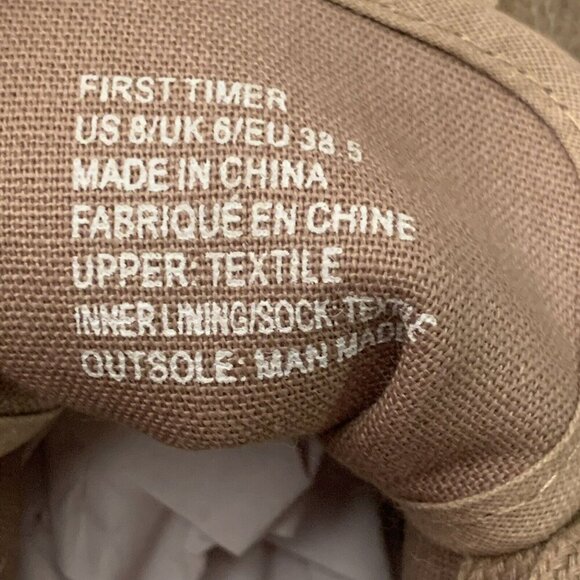 FIRST TIMER
US 8/UK 6/EU 38.5
MADE IN CHINA
FABRIQUÉ EN CHINE
UPPER: TEXTILE
INNER LINING/SOCK: TEXTILE
OUTSOLE: MAN MADE